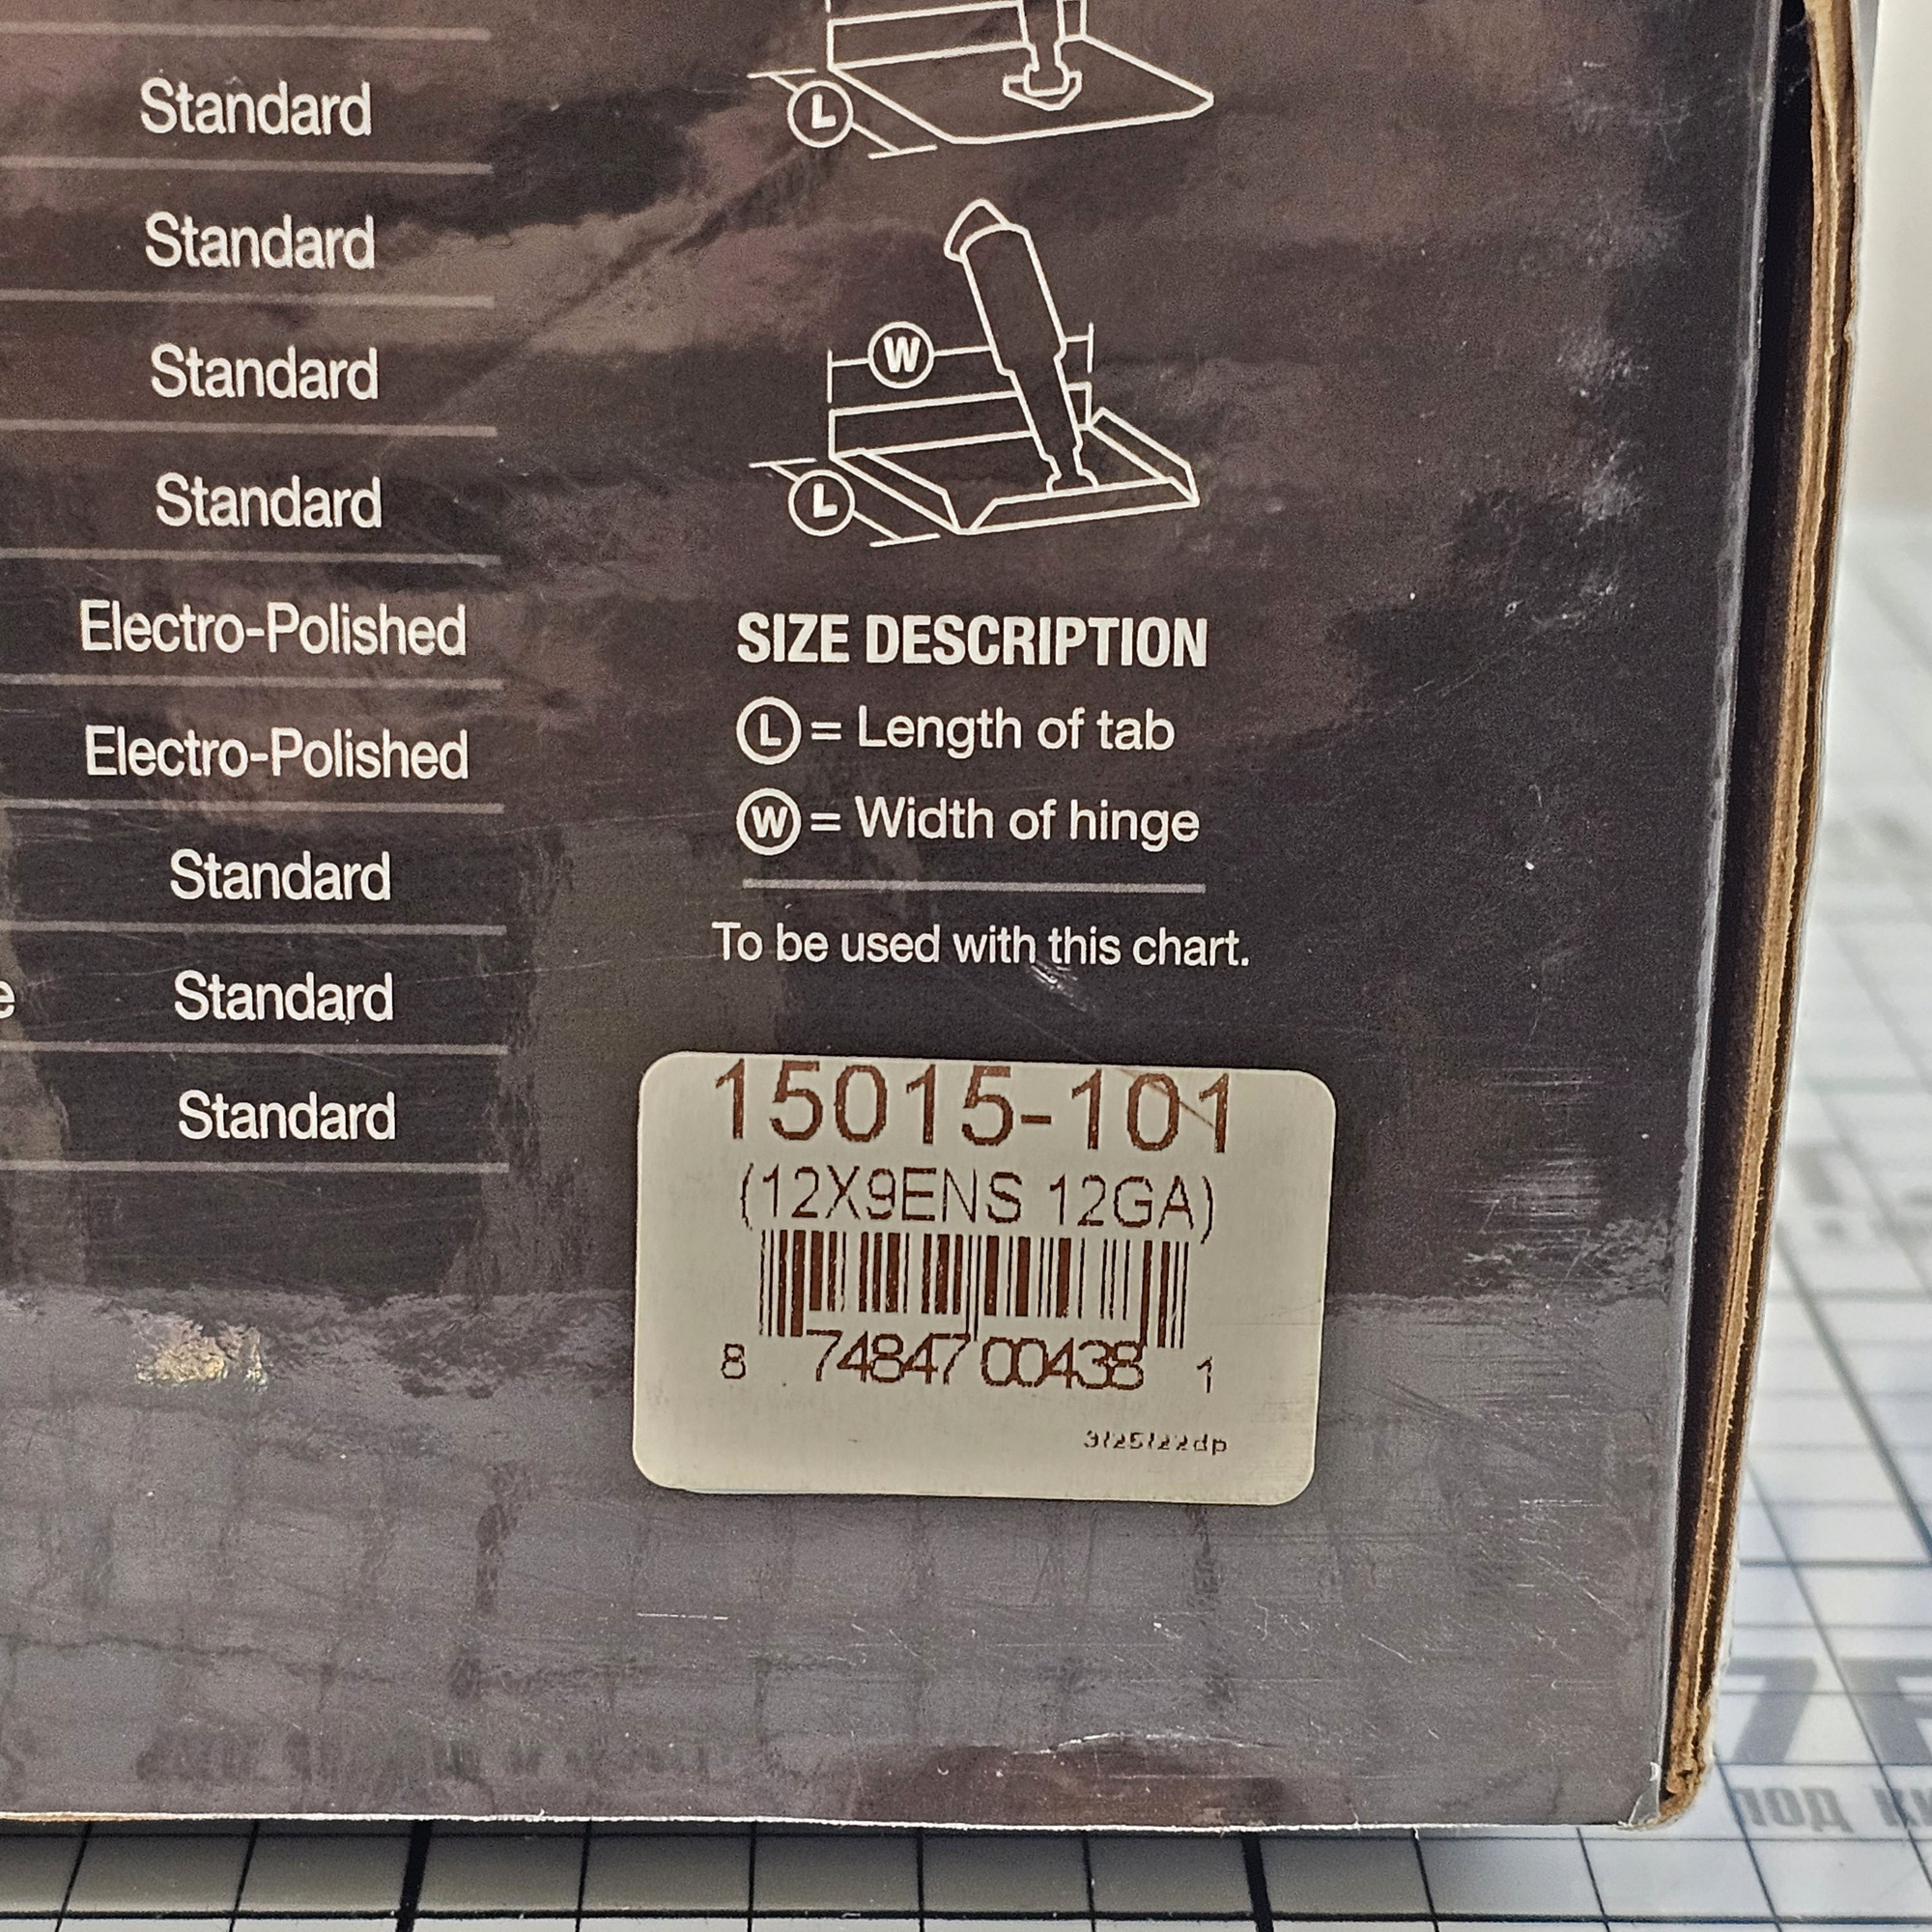 Standard
Standard
Standard
Standard
Electro-Polished
Electro-Polished
Standard
e Standard
Standard
L
W
L
SIZE DESCRIPTION
L = Length of tab
W = Width of hinge
To be used with this chart.
15015-101
(12X9ENS 12GA)
8 74847 00438 1
3/25/22dp